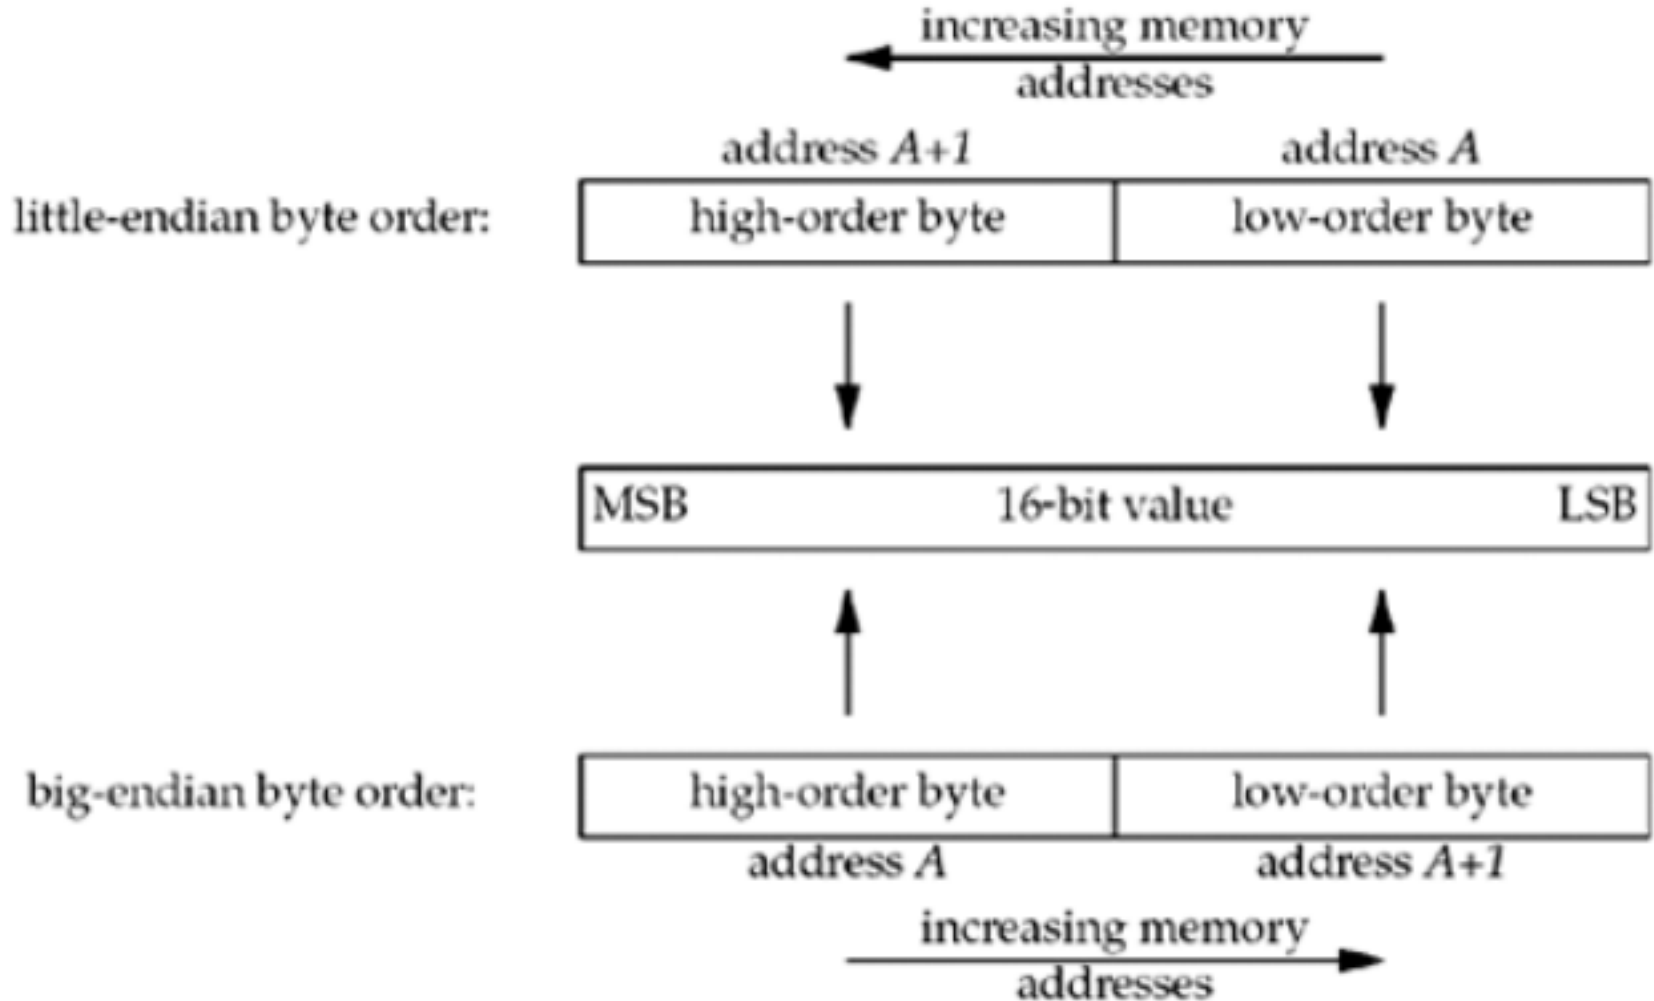 increasing memory
addresses
address A+1 address A
little-endian byte order: high-order byte low-order byte
MSB 16-bit value LSB
big-endian byte order: high-order byte low-order byte
address A address A+1
increasing memory
addresses